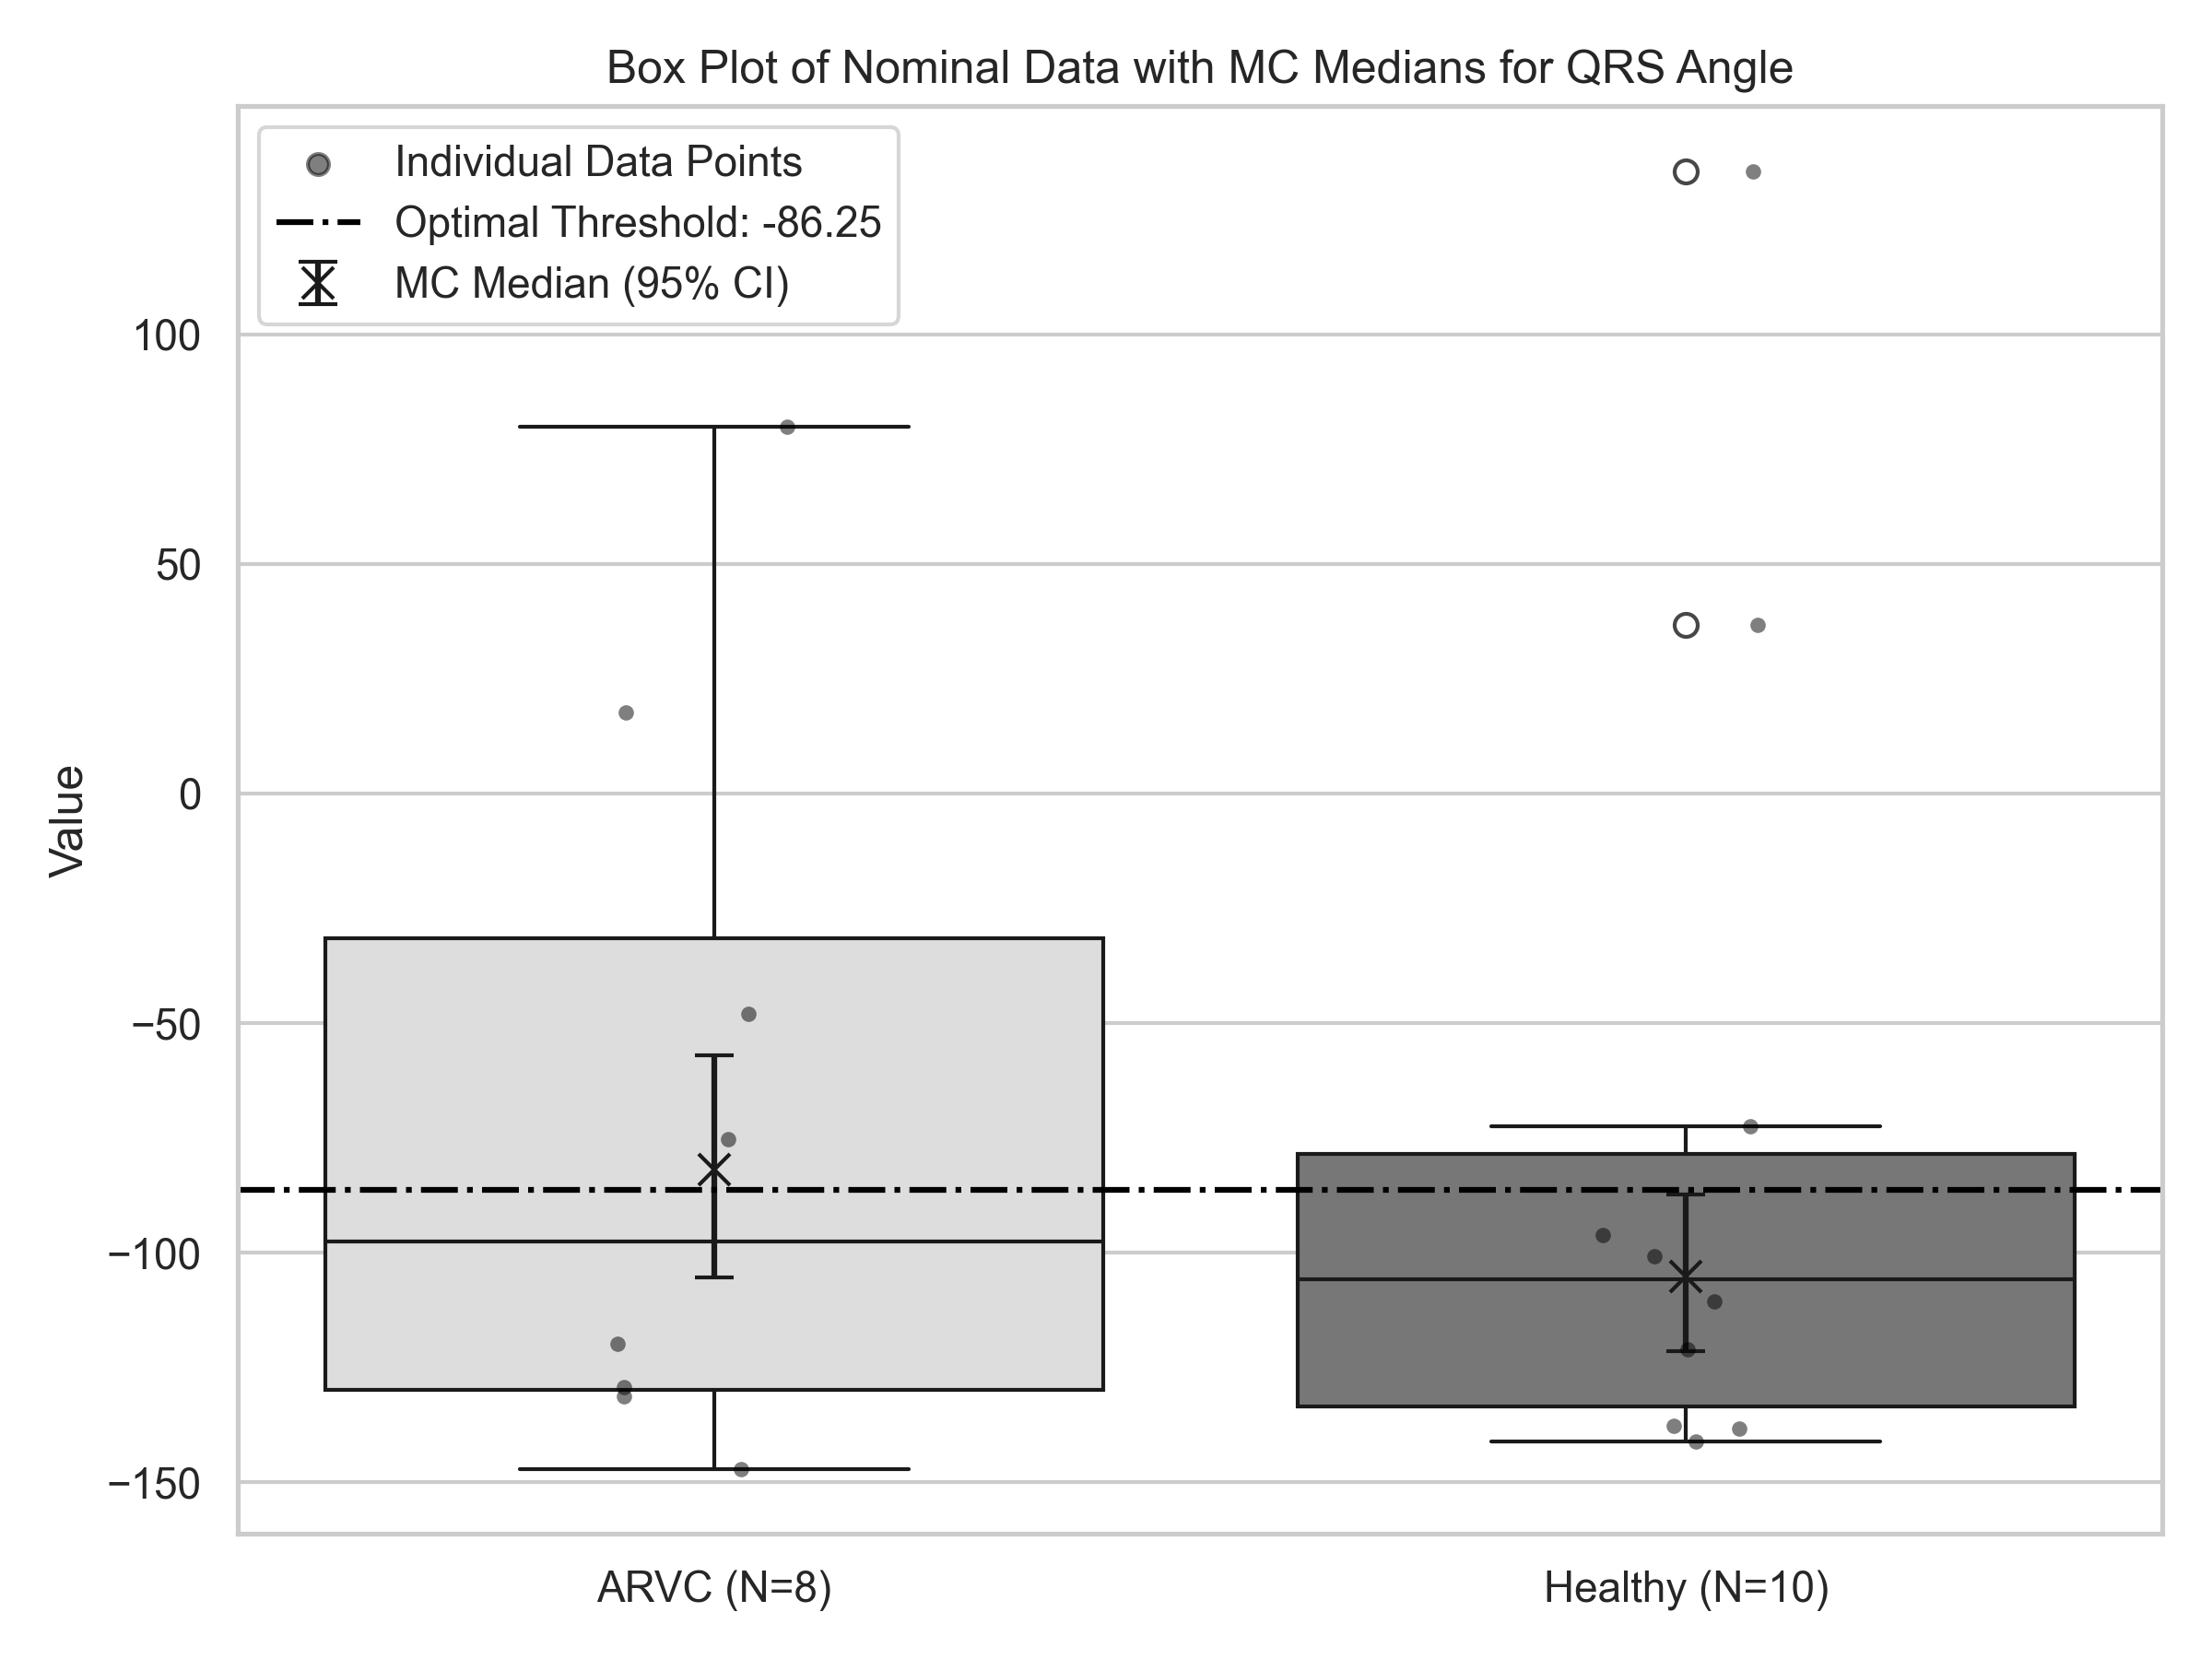 Box Plot of Nominal Data with MC Medians for QRS Angle
Individual Data Points
Optimal Threshold: -86.25
MC Median (95% CI)
100
50
0
−50
−100
−150
Value
ARVC (N=8)
Healthy (N=10)